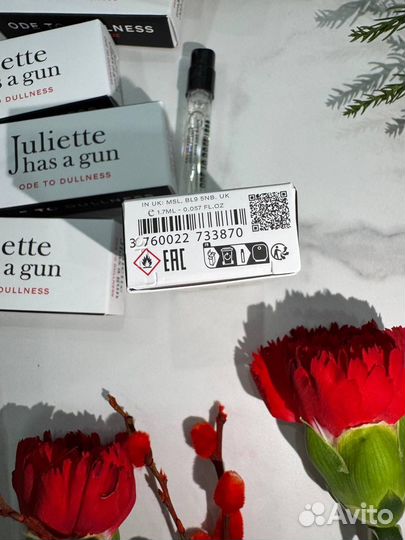 ODE TO DULLNESS
ette
a gun
TO DULLNESS
Juliette
has a gun
ODE TO DULLNESS
ette
s a gun
DULLNESS
IN UK: MSL, BL9 5NB, UK
℮ 1.7ML - 0.057 FL.OZ
3 760022 733870
EAC
Avito